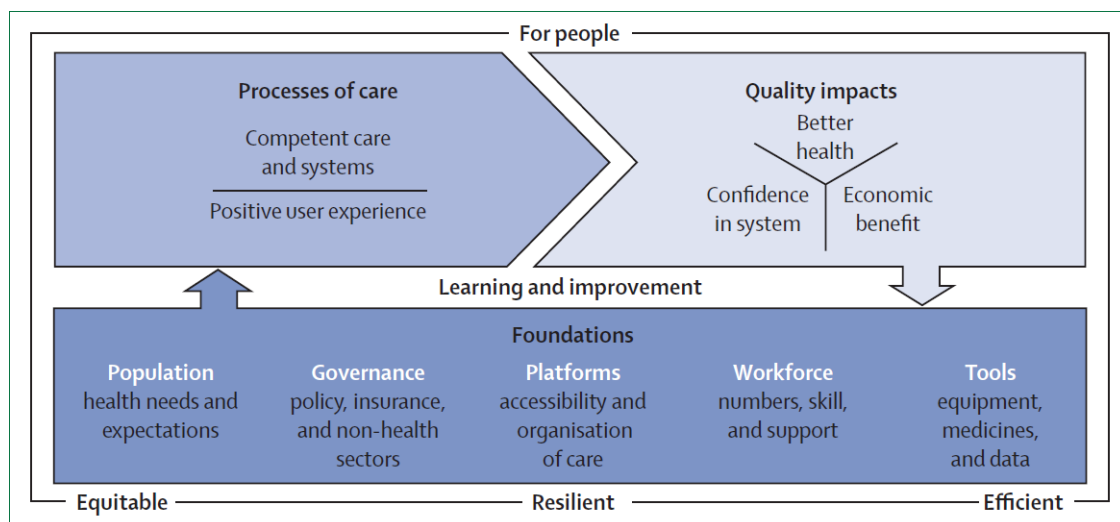 For people
Processes of care
Competent care
and systems
Positive user experience
Quality impacts
Better
health
Confidence
in system
Economic
benefit
Learning and improvement
Foundations
Population
health needs and
expectations
Governance
policy, insurance,
and non-health
sectors
Platforms
accessibility and
organisation
of care
Workforce
numbers, skill,
and support
Tools
equipment,
medicines,
and data
Equitable
Resilient
Efficient